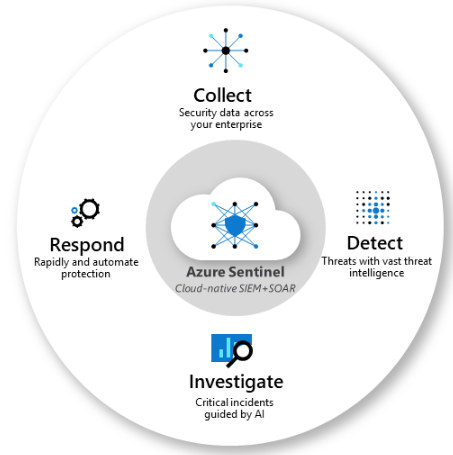 Collect
Security data across
your enterprise
Respond
Rapidly and automate
protection
Azure Sentinel
Cloud-native SIEM+SOAR
Detect
Threats with vast threat
intelligence
Investigate
Critical incidents
guided by AI